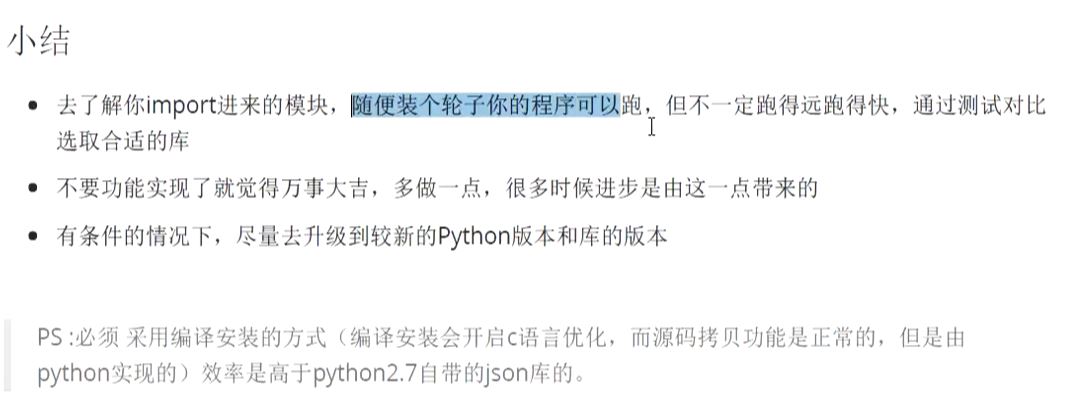 小结
去了解你import进来的模块，随便装个轮子你的程序可以跑，但不一定跑得远跑得快，通过测试对比
选取合适的库
不要功能实现了就觉得万事大吉，多做一点，很多时候进步是由这一点带来的
有条件的情况下，尽量去升级到较新的Python版本和库的版本
PS :必须 采用编译安装的方式（编译安装会开启c语言优化，而源码拷贝功能是正常的，但是由
python实现的）效率是高于python2.7自带的json库的。